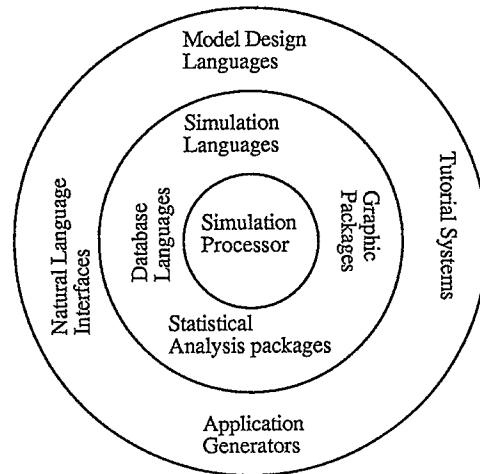 Model Design
Languages
Simulation
Languages
Natural Language
Interfaces
Database
Languages
Simulation
Processor
Graphic
Packages
Tutorial Systems
Statistical
Analysis packages
Application
Generators